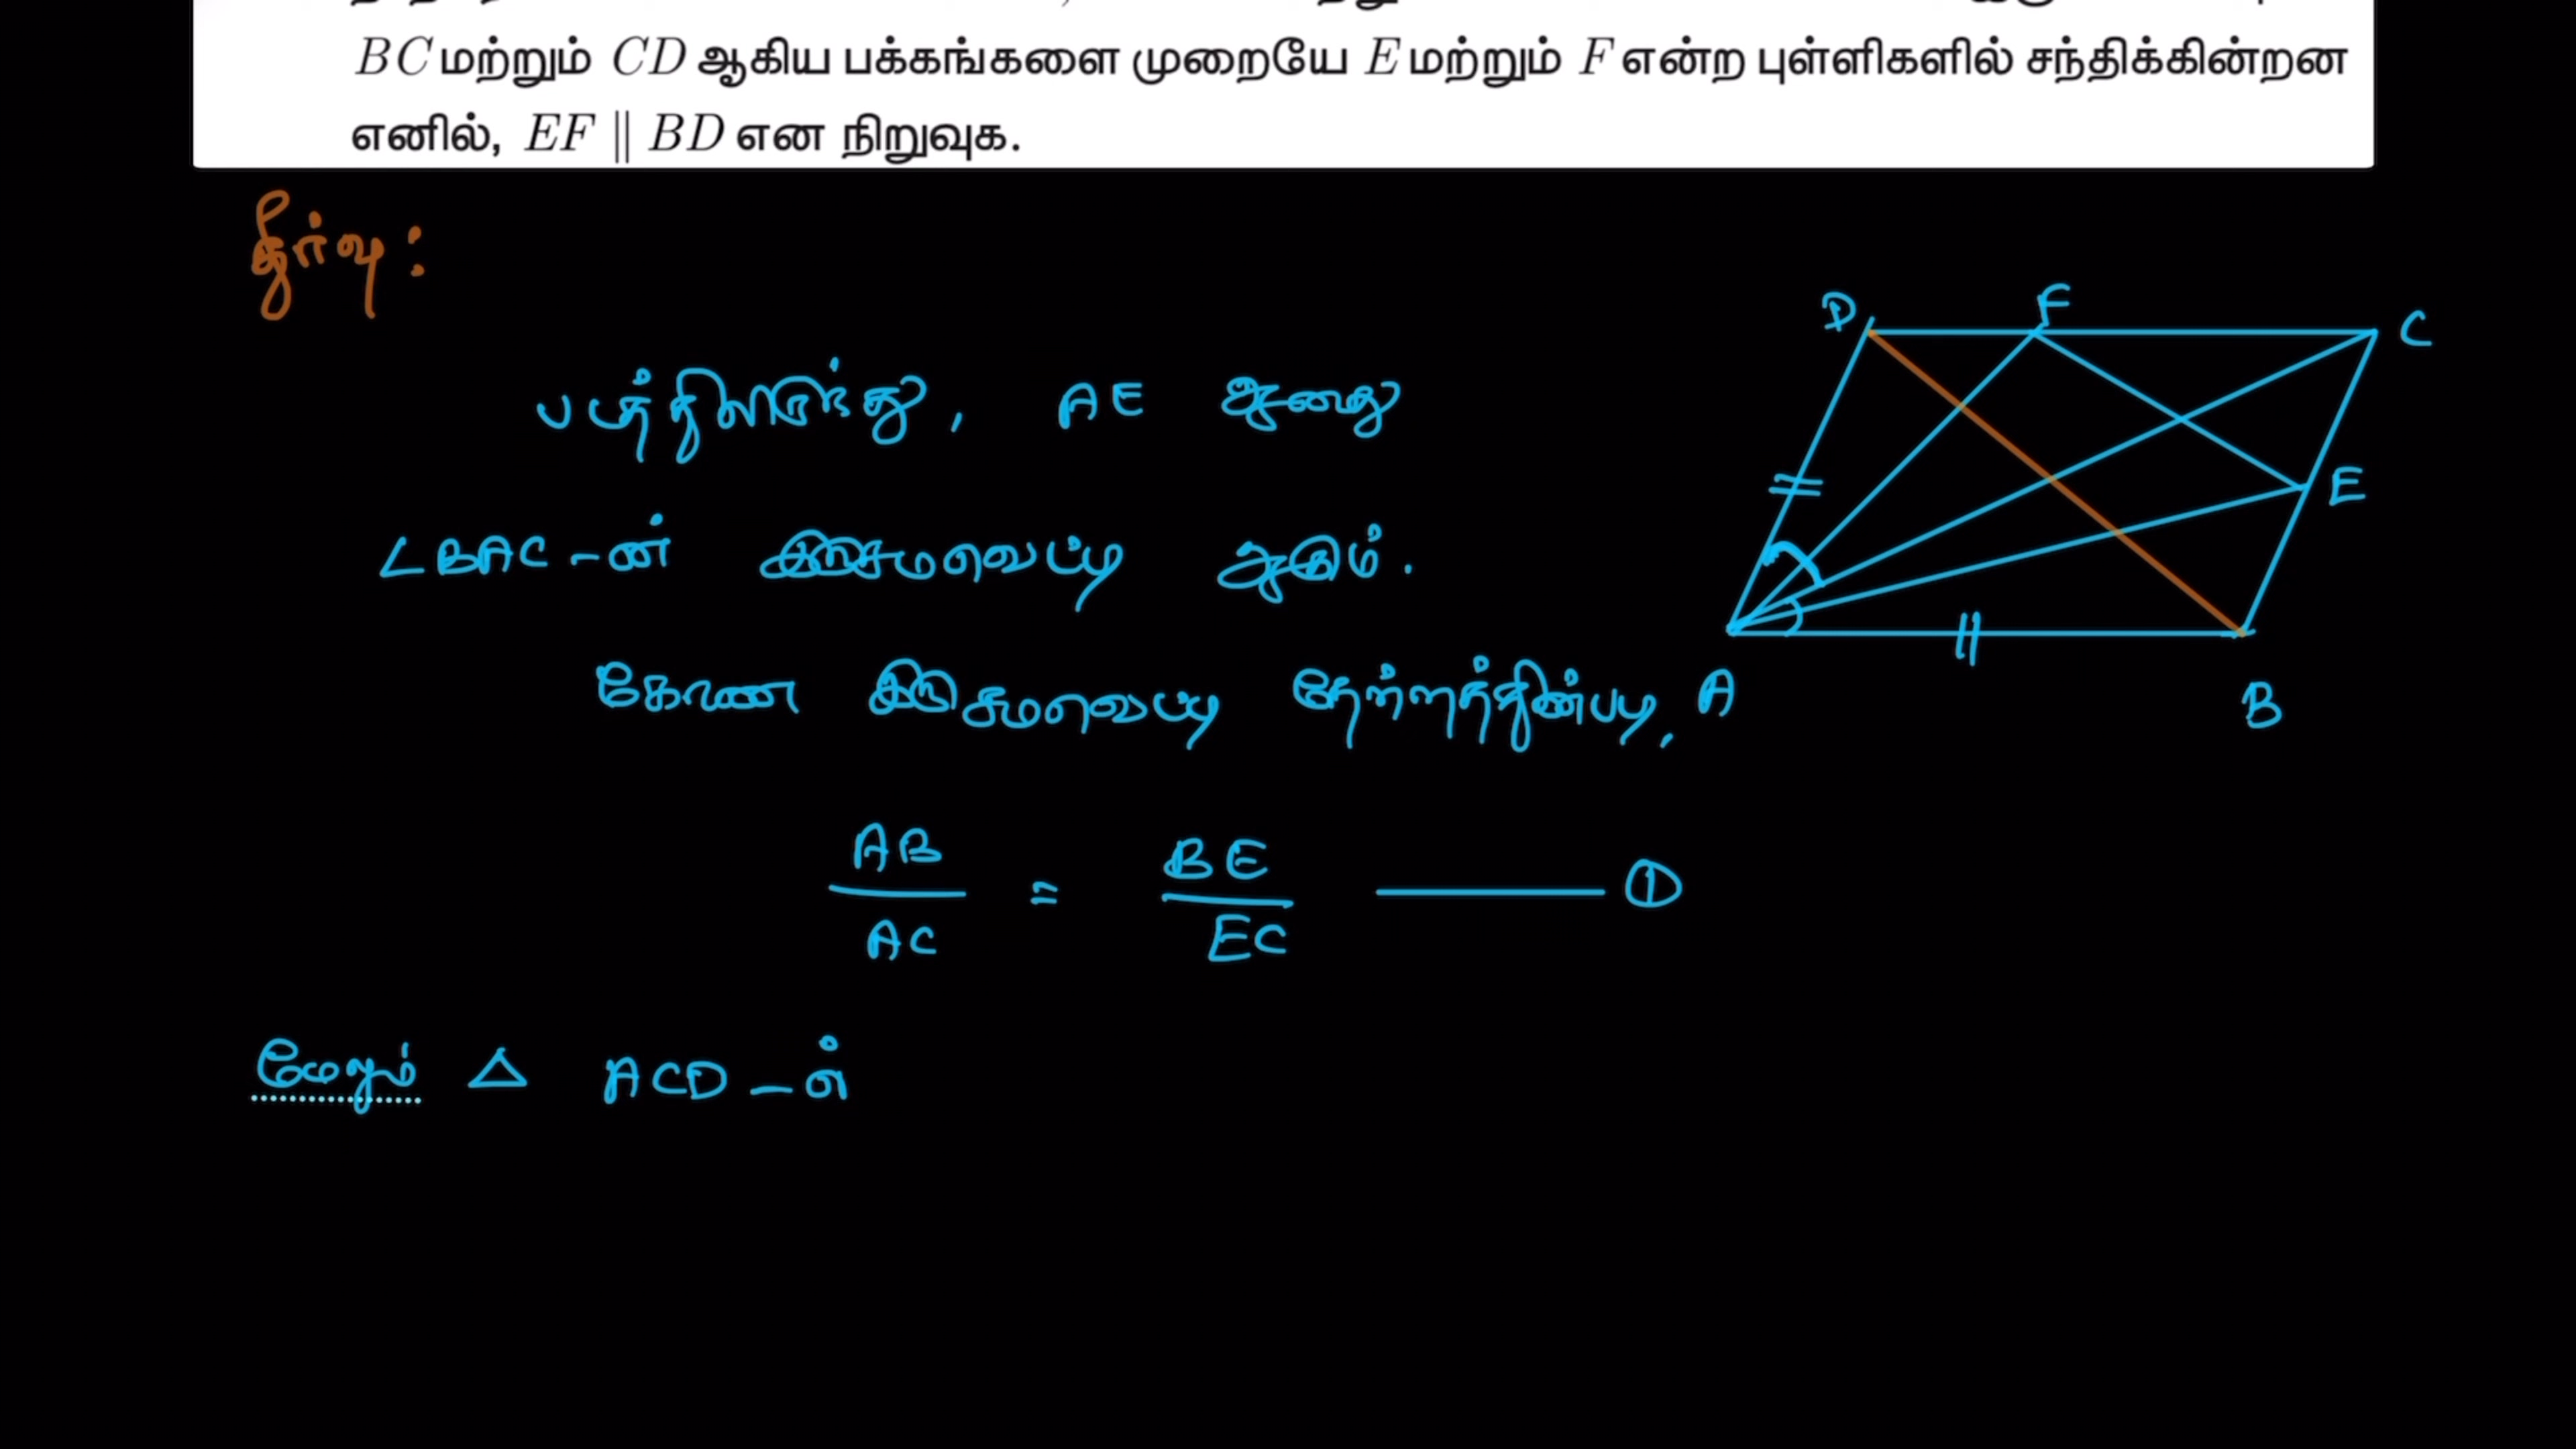 BC மற்றும் CD ஆகிய பக்கங்களை முறையே E மற்றும் F என்ற புள்ளிகளில் சந்திக்கின்றன
எனில், EF || BD என நிறுவுக.
தீர்வு :
படத்திலிருந்து, AE ஆனது
∠BAC-ன் இருசமவெட்டி ஆகும்.
கோண இருசமவெட்டி தேற்றத்தின்படி,
AB/AC = BE/EC ——— ①
மேலும் Δ ACD-ல்
D F C
E
A B